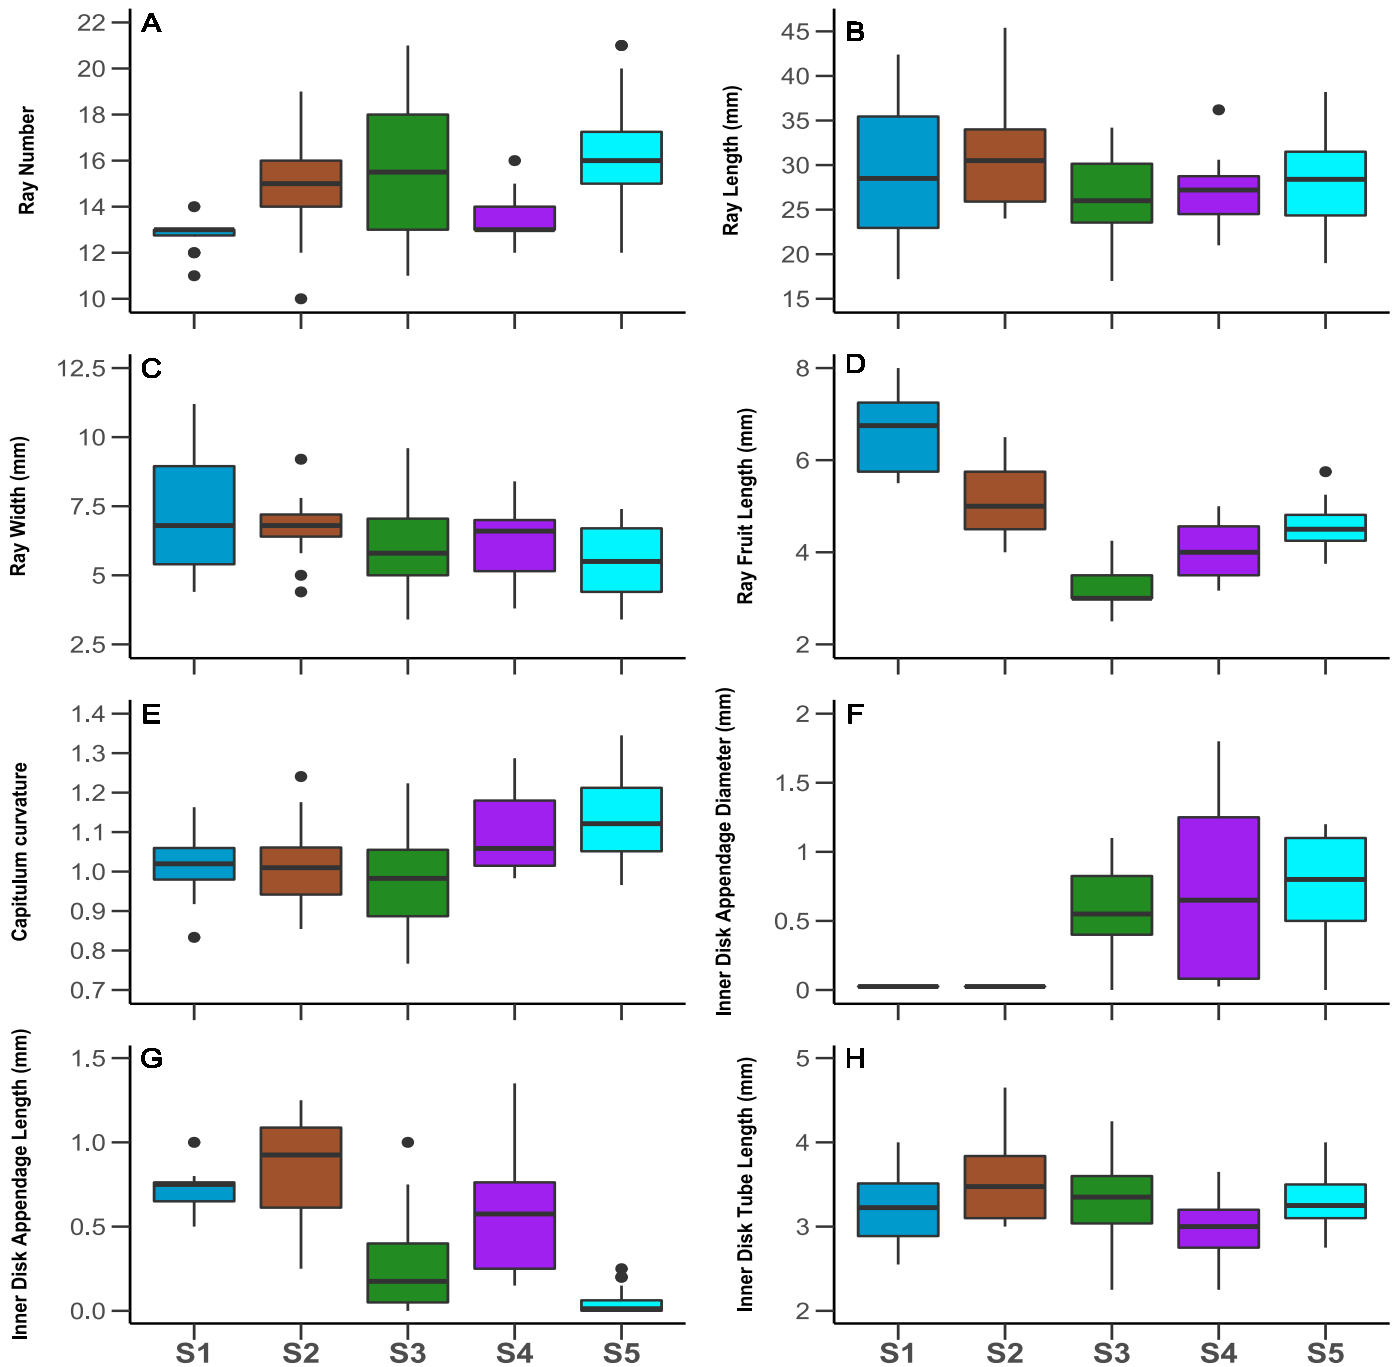 A
Ray Number
22
20
18
16
14
12
10
B
Ray Length (mm)
45
40
35
30
25
20
15
C
Ray Width (mm)
12.5
10
7.5
5
2.5
D
Ray Fruit Length (mm)
8
6
4
2
E
Capitulum curvature
1.4
1.3
1.2
1.1
1.0
0.9
0.8
0.7
F
Inner Disk Appendage Diameter (mm)
2
1.5
1
0.5
0
G
Inner Disk Appendage Length (mm)
1.5
1.0
0.5
0.0
S1 S2 S3 S4 S5
H
Inner Disk Tube Length (mm)
5
4
3
2
S1 S2 S3 S4 S5